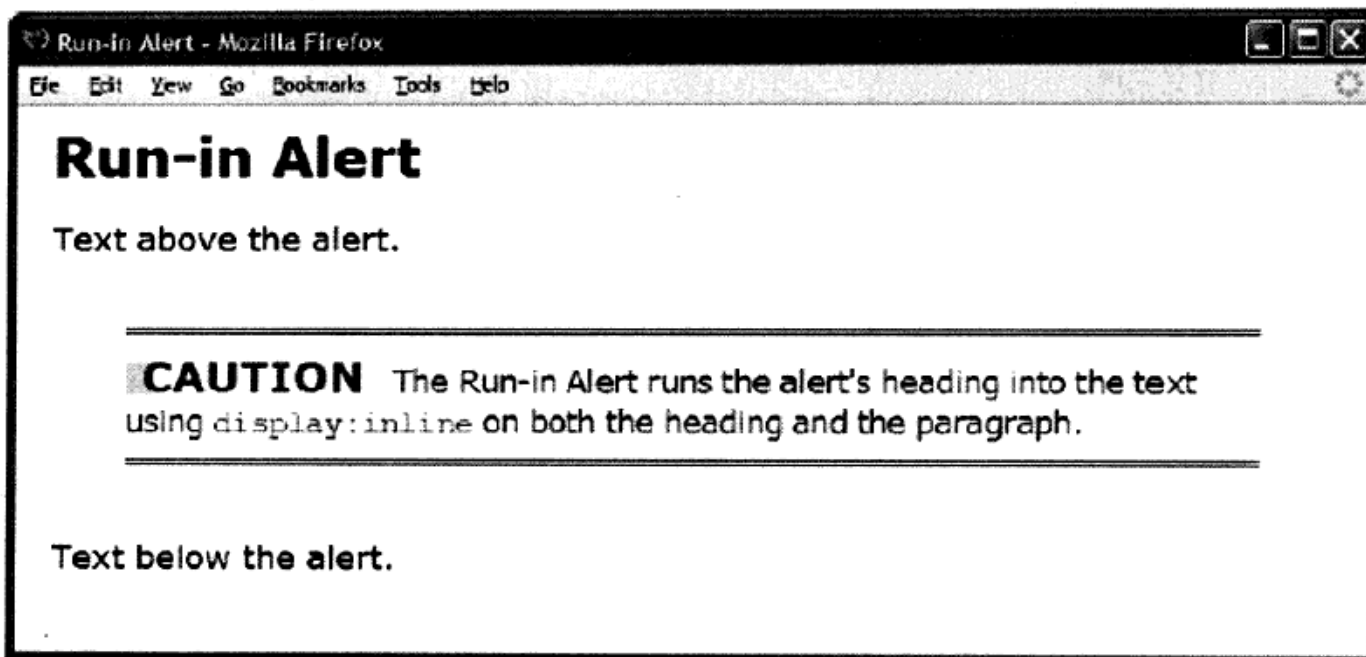 Run-in Alert - Mozilla Firefox
File Edit View Go Bookmarks Tools Help
Run-in Alert
Text above the alert.
CAUTION The Run-in Alert runs the alert's heading into the text
using display:inline on both the heading and the paragraph.
Text below the alert.